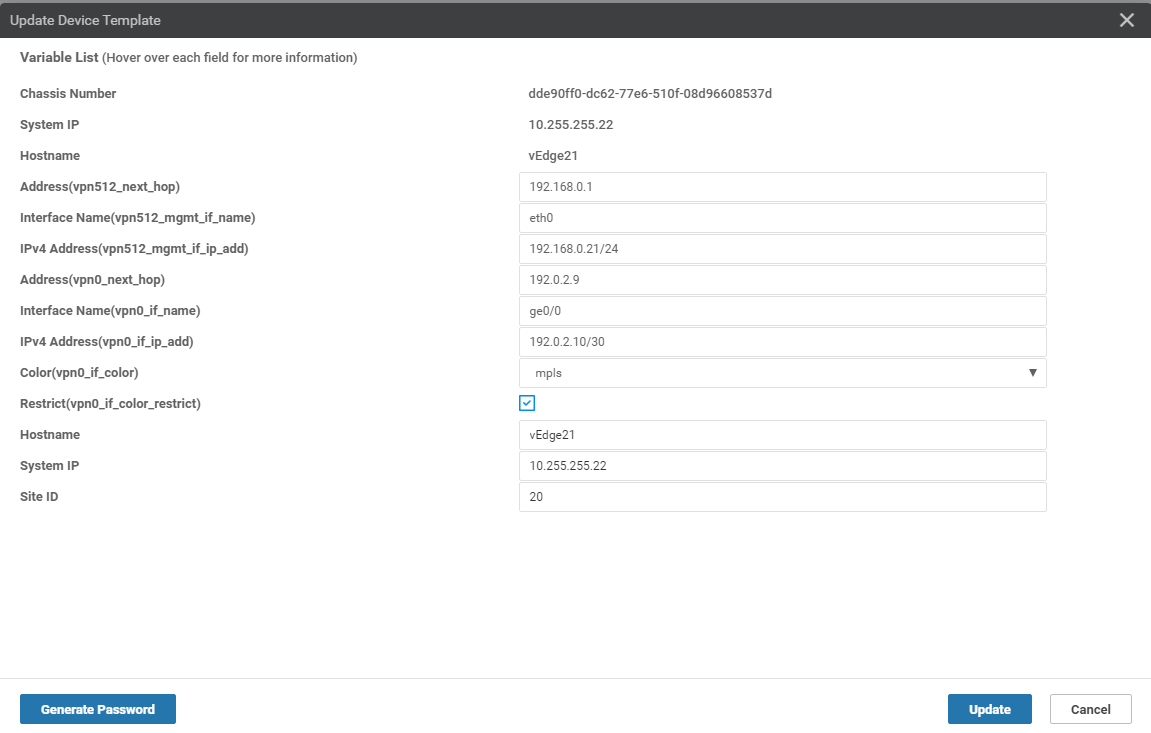 Update Device Template
Variable List (Hover over each field for more information)
Chassis Number dde90ff0-dc62-77e6-510f-08d96608537d
System IP 10.255.255.22
Hostname vEdge21
Address(vpn512_next_hop) 192.168.0.1
Interface Name(vpn512_mgmt_if_name) eth0
IPv4 Address(vpn512_mgmt_if_ip_add) 192.168.0.21/24
Address(vpn0_next_hop) 192.0.2.9
Interface Name(vpn0_if_name) ge0/0
IPv4 Address(vpn0_if_ip_add) 192.0.2.10/30
Color(vpn0_if_color) mpls
Restrict(vpn0_if_color_restrict)
Hostname vEdge21
System IP 10.255.255.22
Site ID 20
Generate Password Update Cancel